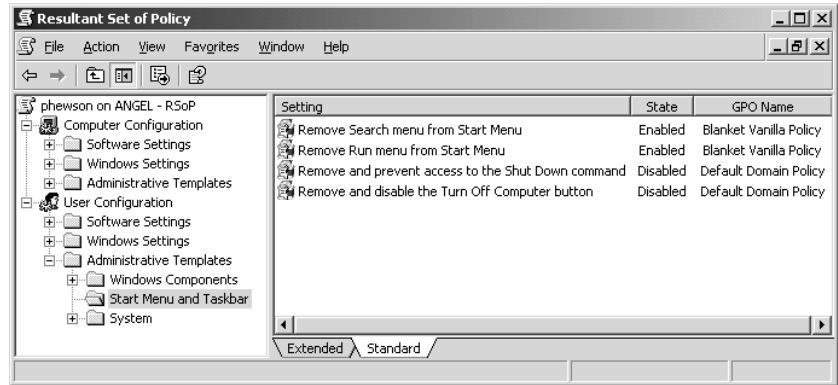 Resultant Set of Policy
File Action View Favorites Window Help
phewson on ANGEL - RSoP
Computer Configuration
Software Settings
Windows Settings
Administrative Templates
User Configuration
Software Settings
Windows Settings
Administrative Templates
Windows Components
Start Menu and Taskbar
System
Setting State GPO Name
Remove Search menu from Start Menu Enabled Blanket Vanilla Policy
Remove Run menu from Start Menu Enabled Blanket Vanilla Policy
Remove and prevent access to the Shut Down command Disabled Default Domain Policy
Remove and disable the Turn Off Computer button Disabled Default Domain Policy
Extended Standard